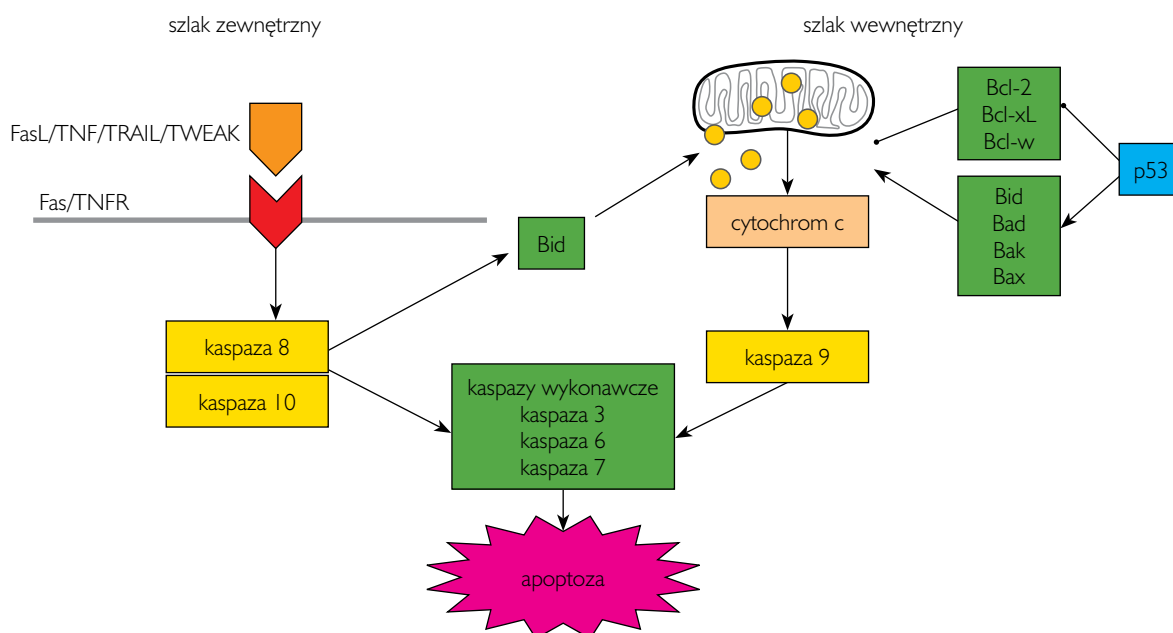 szlak zewnętrzny
szlak wewnętrzny
FasL/TNF/TRAIL/TWEAK
Fas/TNFR
Bcl-2
Bcl-xL
Bcl-w
p53
Bid
Bad
Bak
Bax
Bid
cytochrom c
kaspaza 8
kaspaza 10
kaspaza 9
kaspazy wykonawcze
kaspaza 3
kaspaza 6
kaspaza 7
apoptoza